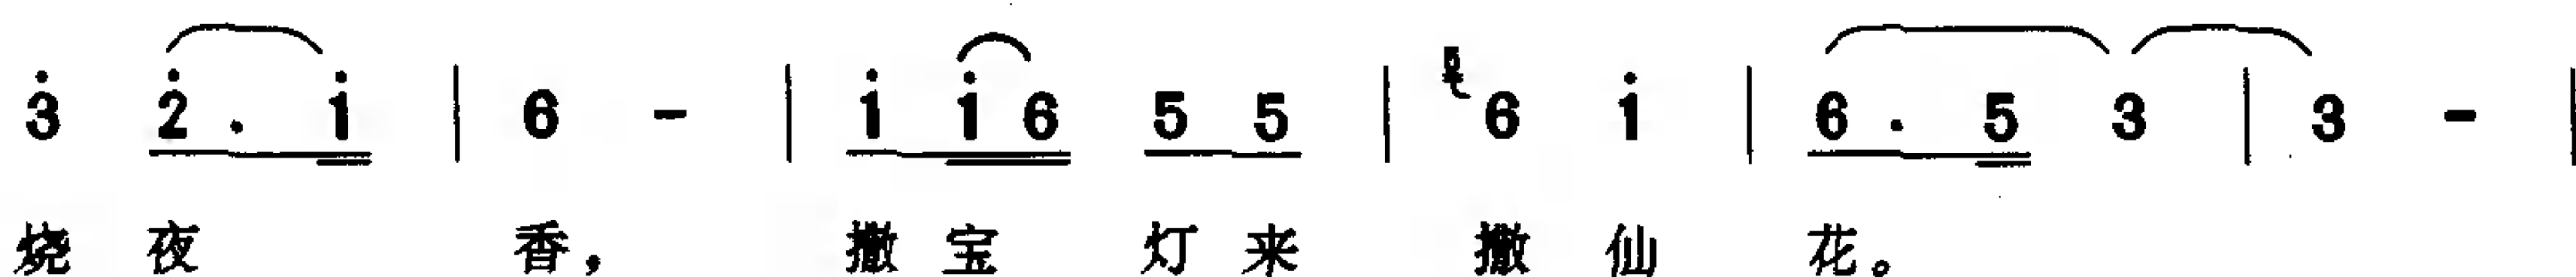 3̇ 2̇ . 1̇ | 6 - | 1̇ 1̇ 6 5 5 | 5 6 1̇ | 6 . 5 3 | 3 - |
烧 夜 香， 撒 宝 灯 来 撒 仙 花。